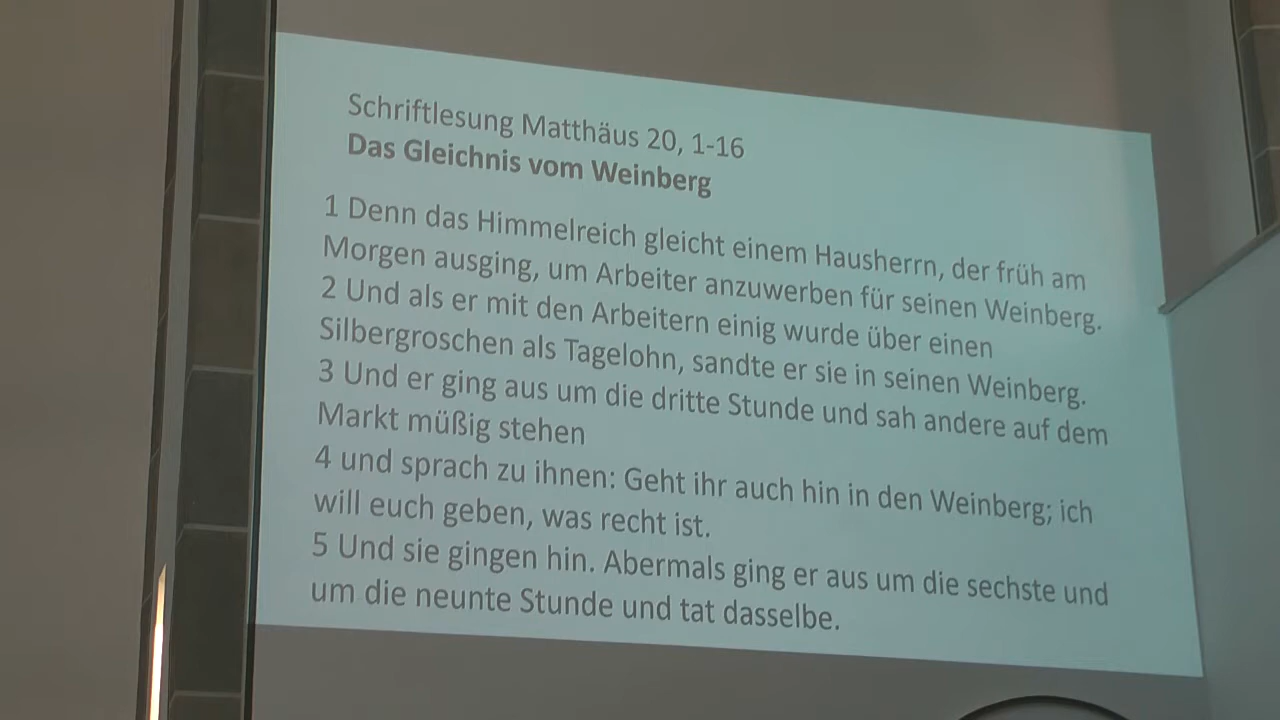 Schriftlesung Matthäus 20, 1-16
Das Gleichnis vom Weinberg
1 Denn das Himmelreich gleicht einem Hausherrn, der früh am
Morgen ausging, um Arbeiter anzuwerben für seinen Weinberg.
2 Und als er mit den Arbeitern einig wurde über einen
Silbergroschen als Tagelohn, sandte er sie in seinen Weinberg.
3 Und er ging aus um die dritte Stunde und sah andere auf dem
Markt müßig stehen
4 und sprach zu ihnen: Geht ihr auch hin in den Weinberg; ich
will euch geben, was recht ist.
5 Und sie gingen hin. Abermals ging er aus um die sechste und
um die neunte Stunde und tat dasselbe.